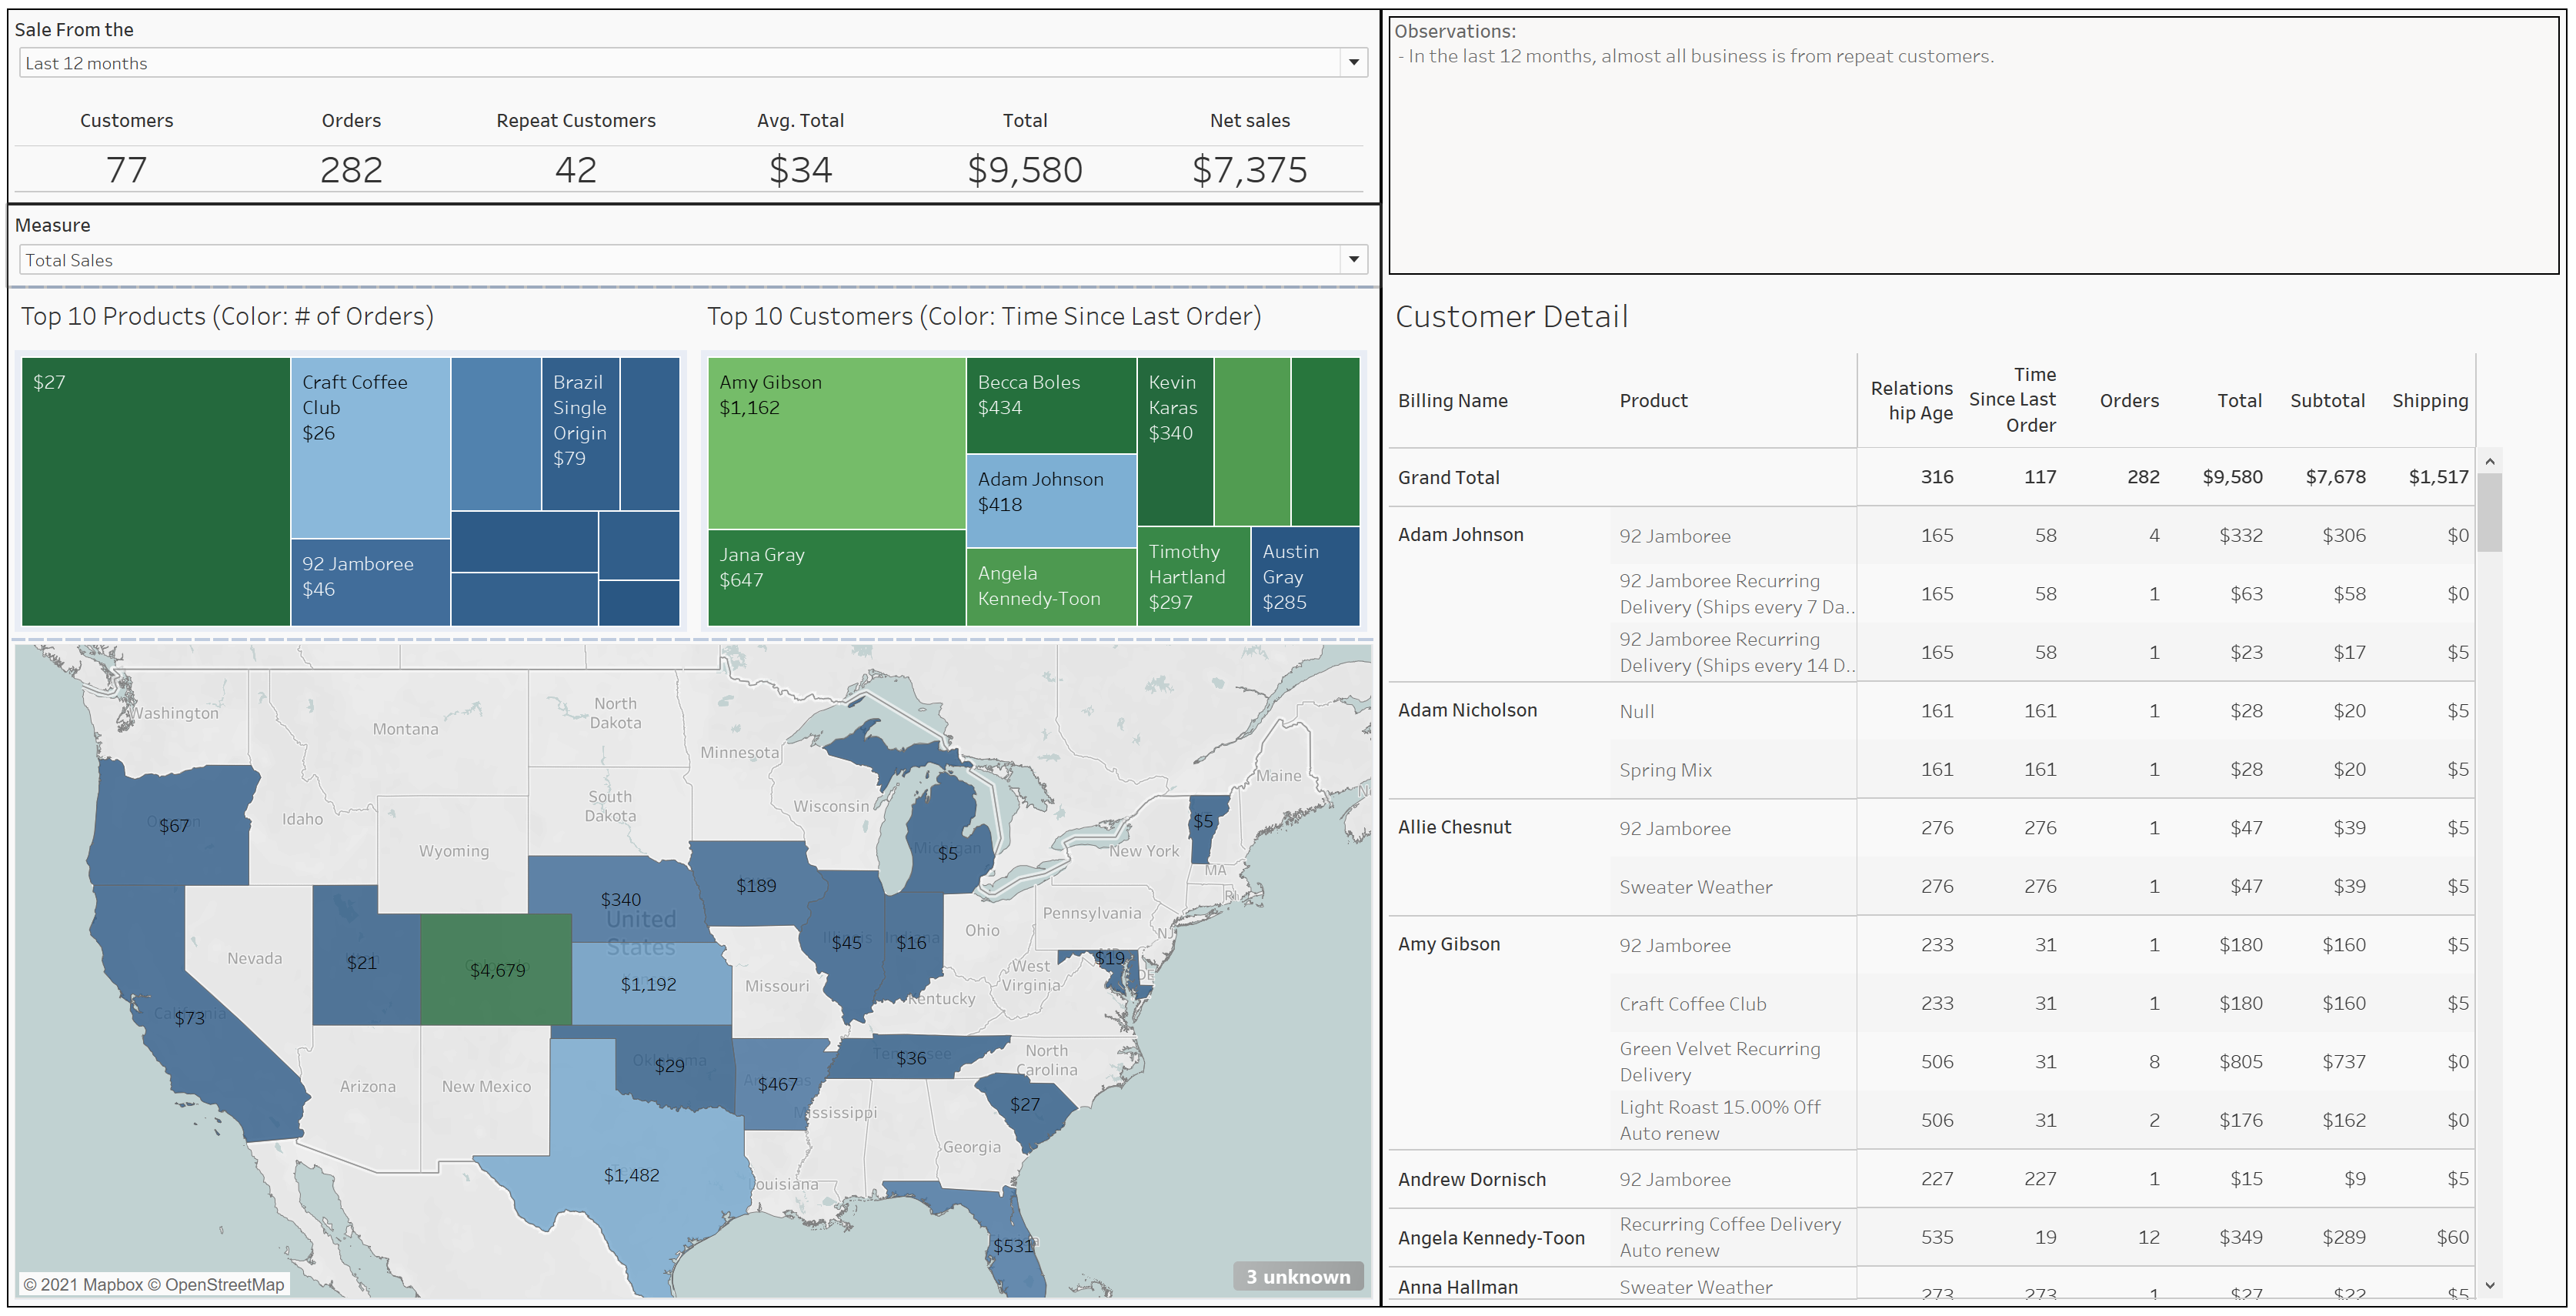 Sale From the
Last 12 months
Customers Orders Repeat Customers Avg. Total Total Net sales
77 282 42 $34 $9,580 $7,375
Measure
Total Sales
Observations:
- In the last 12 months, almost all business is from repeat customers.
Top 10 Products (Color: # of Orders)
$27
Craft Coffee
Club
$26
92 Jamboree
$46
Brazil
Single
Origin
$79
Top 10 Customers (Color: Time Since Last Order)
Amy Gibson
$1,162
Jana Gray
$647
Becca Boles
$434
Adam Johnson
$418
Angela
Kennedy-Toon
Kevin
Karas
$340
Timothy
Hartland
$297
Austin
Gray
$285
Washington
Montana
North
Dakota
Minnesota
Maine
Idaho
South
Dakota
Wisconsin
Wyoming
New York
MA
RI
Pennsylvania
NJ
Ohio
Nevada
United
States
Missouri
West
Virginia
DE
Kentucky
Arizona
New Mexico
North
Carolina
Mississippi
Georgia
Louisiana
Oklahoma
Illinois
Indiana
Michigan
Tennessee
California
$67
$5
$5
$340
$189
$45
$16
$19
$21
$4,679
$1,192
$73
$29
$467
$36
$27
$1,482
$531
© 2021 Mapbox © OpenStreetMap
3 unknown
Customer Detail
Billing Name Product Relations
hip Age Time
Since Last
Order Orders Total Subtotal Shipping
Grand Total 316 117 282 $9,580 $7,678 $1,517
Adam Johnson 92 Jamboree 165 58 4 $332 $306 $0
92 Jamboree Recurring
Delivery (Ships every 7 Da.. 165 58 1 $63 $58 $0
92 Jamboree Recurring
Delivery (Ships every 14 D.. 165 58 1 $23 $17 $5
Adam Nicholson Null 161 161 1 $28 $20 $5
Spring Mix 161 161 1 $28 $20 $5
Allie Chesnut 92 Jamboree 276 276 1 $47 $39 $5
Sweater Weather 276 276 1 $47 $39 $5
Amy Gibson 92 Jamboree 233 31 1 $180 $160 $5
Craft Coffee Club 233 31 1 $180 $160 $5
Green Velvet Recurring
Delivery 506 31 8 $805 $737 $0
Light Roast 15.00% Off
Auto renew 506 31 2 $176 $162 $0
Andrew Dornisch 92 Jamboree 227 227 1 $15 $9 $5
Angela Kennedy-Toon Recurring Coffee Delivery
Auto renew 535 19 12 $349 $289 $60
Anna Hallman Sweater Weather 273 273 1 $27 $22 $5